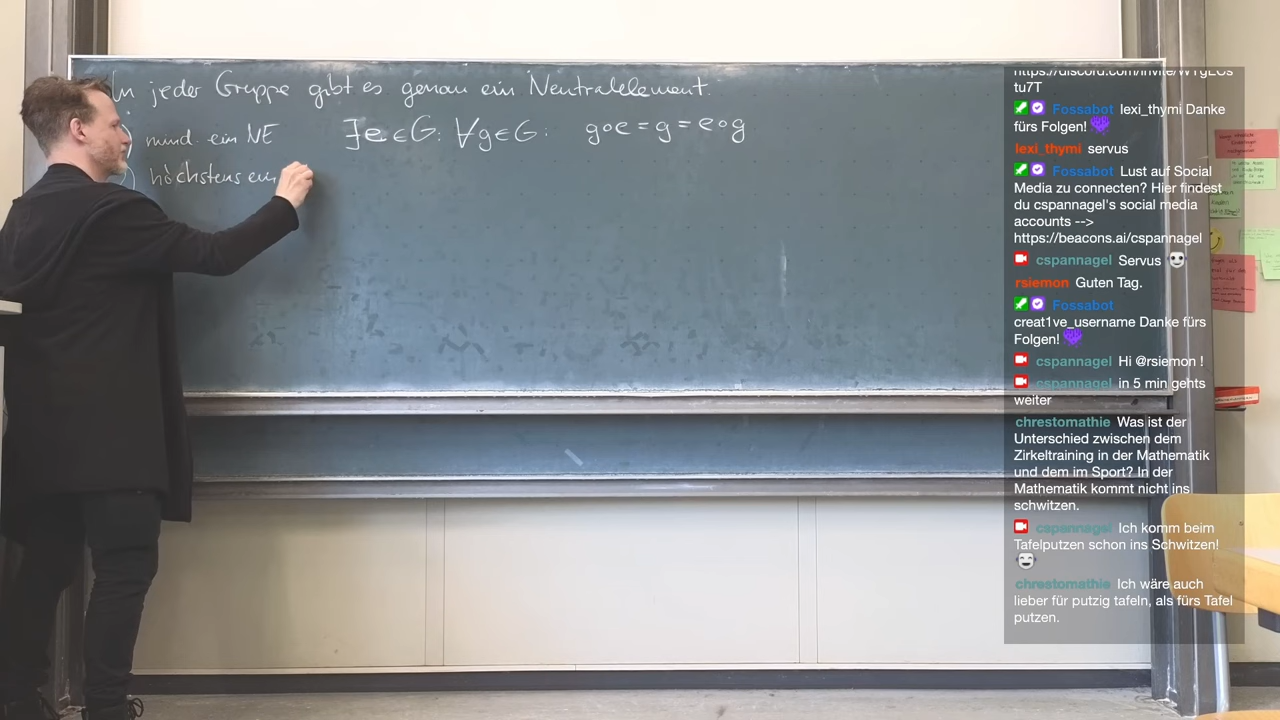 In jeder Gruppe gibt es genau ein Neutralelement.
) mind. ein NE ∃e∈G: ∀g∈G: g∘e = g = e∘g
) höchstens ein
https://discord.com/invite/WTgECs
tu7T
Fossabot lexi_thymi Danke
fürs Folgen!
lexi_thymi servus
Fossabot Lust auf Social
Media zu connecten? Hier findest
du cspannagel's social media
accounts -->
https://beacons.ai/cspannagel
cspannagel Servus
rsiemon Guten Tag.
Fossabot
creat1ve_username Danke fürs
Folgen!
cspannagel Hi @rsiemon !
cspannagel in 5 min gehts
weiter
chrestomathie Was ist der
Unterschied zwischen dem
Zirkeltraining in der Mathematik
und dem im Sport? In der
Mathematik kommt nicht ins
schwitzen.
cspannagel Ich komm beim
Tafelputzen schon ins Schwitzen!
chrestomathie Ich wäre auch
lieber für putzig tafeln, als fürs Tafel
putzen.